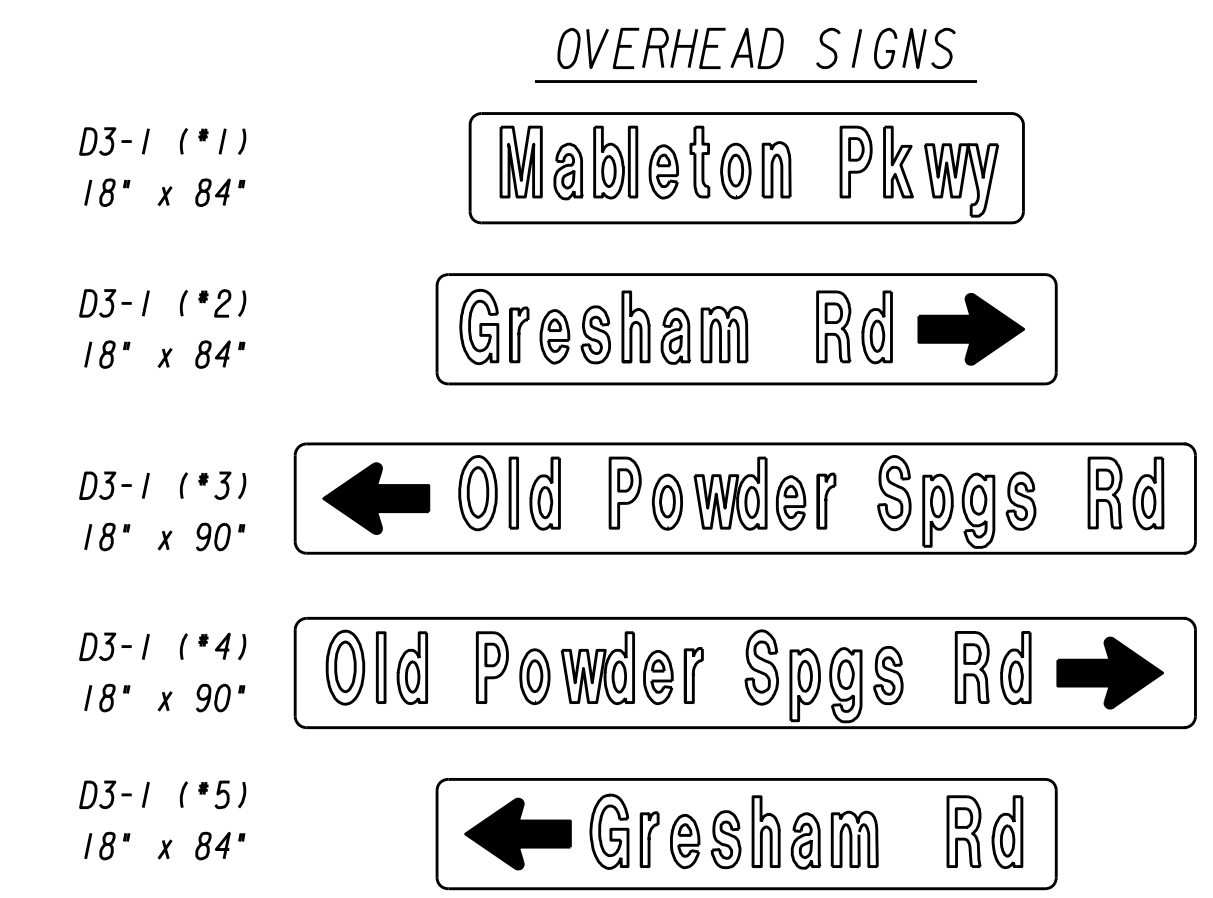 OVERHEAD SIGNS
D3-1 (#1)
18" x 84"
Mableton Pkwy
D3-1 (#2)
18" x 84"
Gresham Rd
D3-1 (#3)
18" x 90"
Old Powder Spgs Rd
D3-1 (#4)
18" x 90"
Old Powder Spgs Rd
D3-1 (#5)
18" x 84"
Gresham Rd